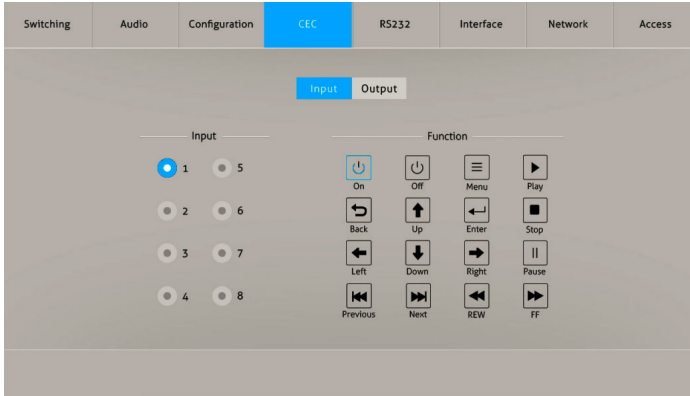 Switching Audio Configuration CEC RS232 Interface Network Access
Input Output
Input
1 5
2 6
3 7
4 8
Function
On Off Menu Play
Back Up Enter Stop
Left Down Right Pause
Previous Next REW FF